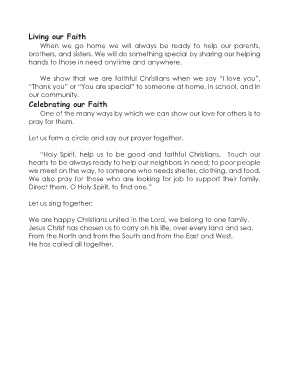 Living our Faith
When we go home we will always be ready to help our parents,
brothers, and sisters. We will do something special by sharing our helping
hands to those in need anytime and anywhere.
We show that we are faithful Christians when we say "I love you",
"Thank you" or "You are special" to someone at home, in school, and in
our community.
Celebrating our Faith
One of the many ways by which we can show our love for others is to
pray for them.
Let us form a circle and say our prayer together.
"Holy Spirit, help us to be good and faithful Christians. Touch our
hearts to be always ready to help our neighbors in need; to poor people
we meet on the way, to someone who needs shelter, clothing, and food.
We also pray for those who are looking for job to support their family.
Direct them, O Holy Spirit, to find one."
Let us sing together:
We are happy Christians united in the Lord, we belong to one family.
Jesus Christ has chosen us to carry on his life, over every land and sea.
From the North and from the South and from the East and West.
He has called all together.